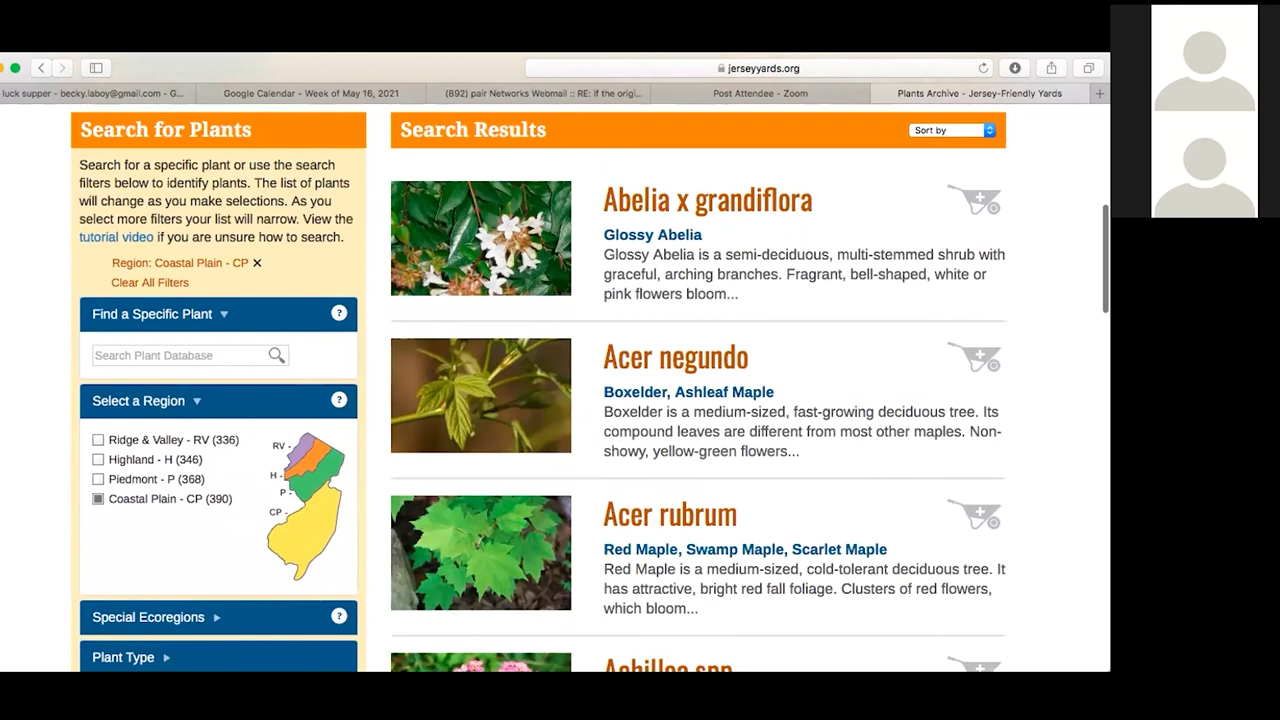 jerseyyards.org
luck supper - becky.laboy@gmail.com - G...
Google Calendar - Week of May 16, 2021
(892) pair Networks Webmail :: RE: if the origi...
Post Attendee - Zoom
Plants Archive - Jersey-Friendly Yards
Search for Plants
Search for a specific plant or use the search
filters below to identify plants. The list of plants
will change as you make selections. As you
select more filters your list will narrow. View the
tutorial video if you are unsure how to search.
Region: Coastal Plain - CP ✕
Clear All Filters
Find a Specific Plant
?
Search Plant Database
Select a Region
?
Ridge & Valley - RV (336)
Highland - H (346)
Piedmont - P (368)
Coastal Plain - CP (390)
RV -
H -
P -
CP -
Special Ecoregions
?
Plant Type
Search Results
Sort by
Abelia x grandiflora
Glossy Abelia
Glossy Abelia is a semi-deciduous, multi-stemmed shrub with
graceful, arching branches. Fragrant, bell-shaped, white or
pink flowers bloom...
Acer negundo
Boxelder, Ashleaf Maple
Boxelder is a medium-sized, fast-growing deciduous tree. Its
compound leaves are different from most other maples. Non-
showy, yellow-green flowers...
Acer rubrum
Red Maple, Swamp Maple, Scarlet Maple
Red Maple is a medium-sized, cold-tolerant deciduous tree. It
has attractive, bright red fall foliage. Clusters of red flowers,
which bloom...
Achillea spp